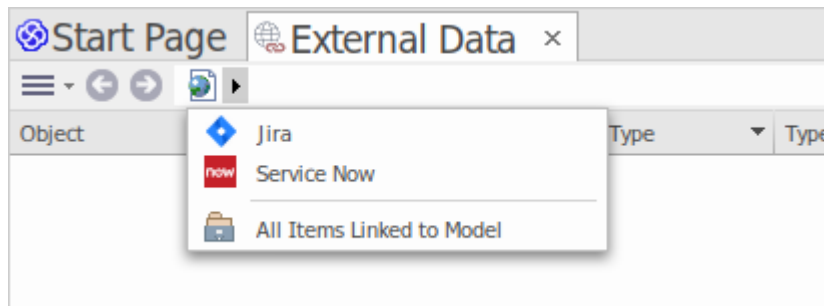 Start Page External Data ×
Object Type Type
Jira
now Service Now
All Items Linked to Model